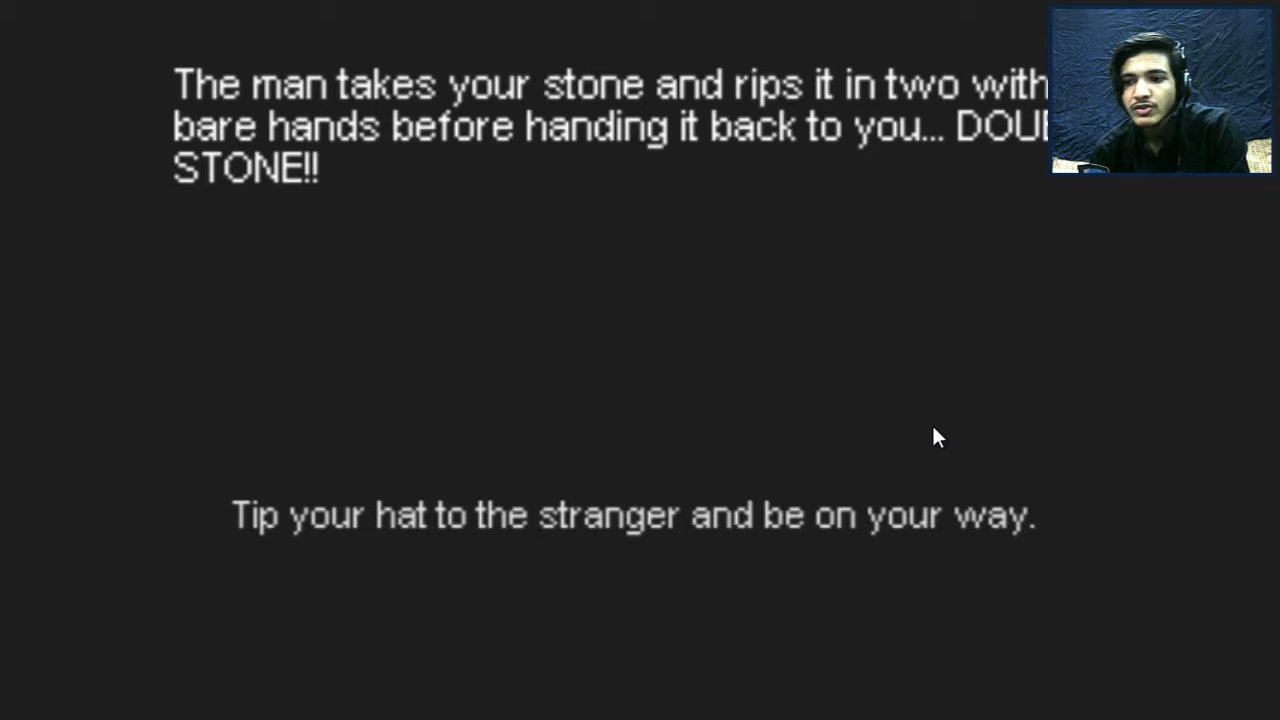 The man takes your stone and rips it in two with
bare hands before handing it back to you...
STONE!!
Tip your hat to the stranger and be on your way.